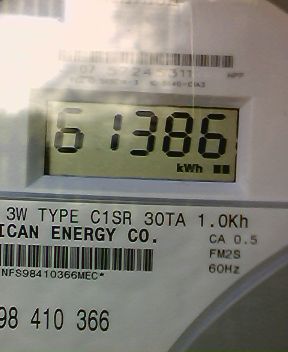 61386
kWh
3W TYPE C1SR 30TA 1.0Kh
ICAN ENERGY CO.
CA 0.5
FM2S
60Hz
NFS98410366MEC*
98 410 366